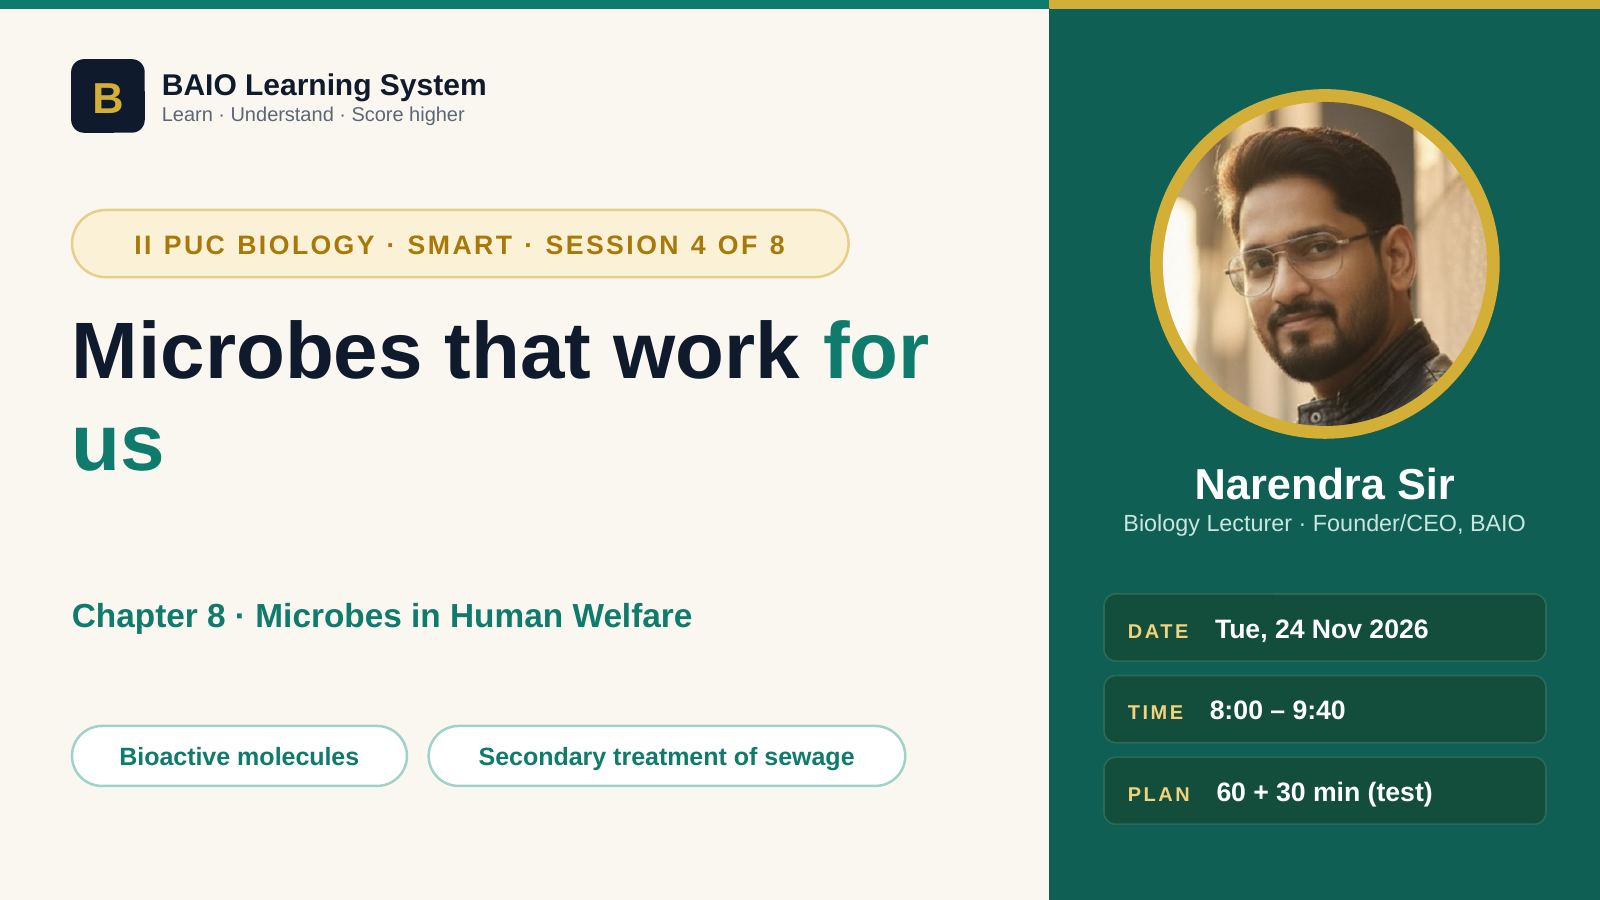 B
BAIO Learning System
Learn · Understand · Score higher
II PUC BIOLOGY · SMART · SESSION 4 OF 8
Microbes that work for
us
Chapter 8 · Microbes in Human Welfare
Bioactive molecules
Secondary treatment of sewage
Narendra Sir
Biology Lecturer · Founder/CEO, BAIO
DATE Tue, 24 Nov 2026
TIME 8:00 – 9:40
PLAN 60 + 30 min (test)